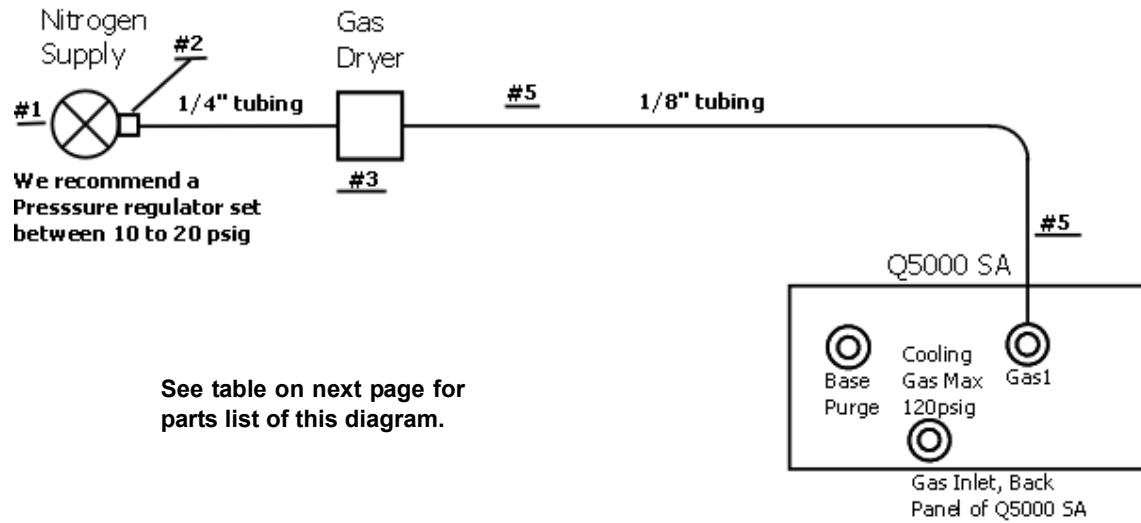 Nitrogen
Supply
#2
Gas
Dryer
#1
1/4" tubing
#5
1/8" tubing
#3
We recommend a
Presssure regulator set
between 10 to 20 psig
#5
Q5000 SA
Base
Purge
Cooling
Gas Max
120psig
Gas1
See table on next page for
parts list of this diagram.
Gas Inlet, Back
Panel of Q5000 SA